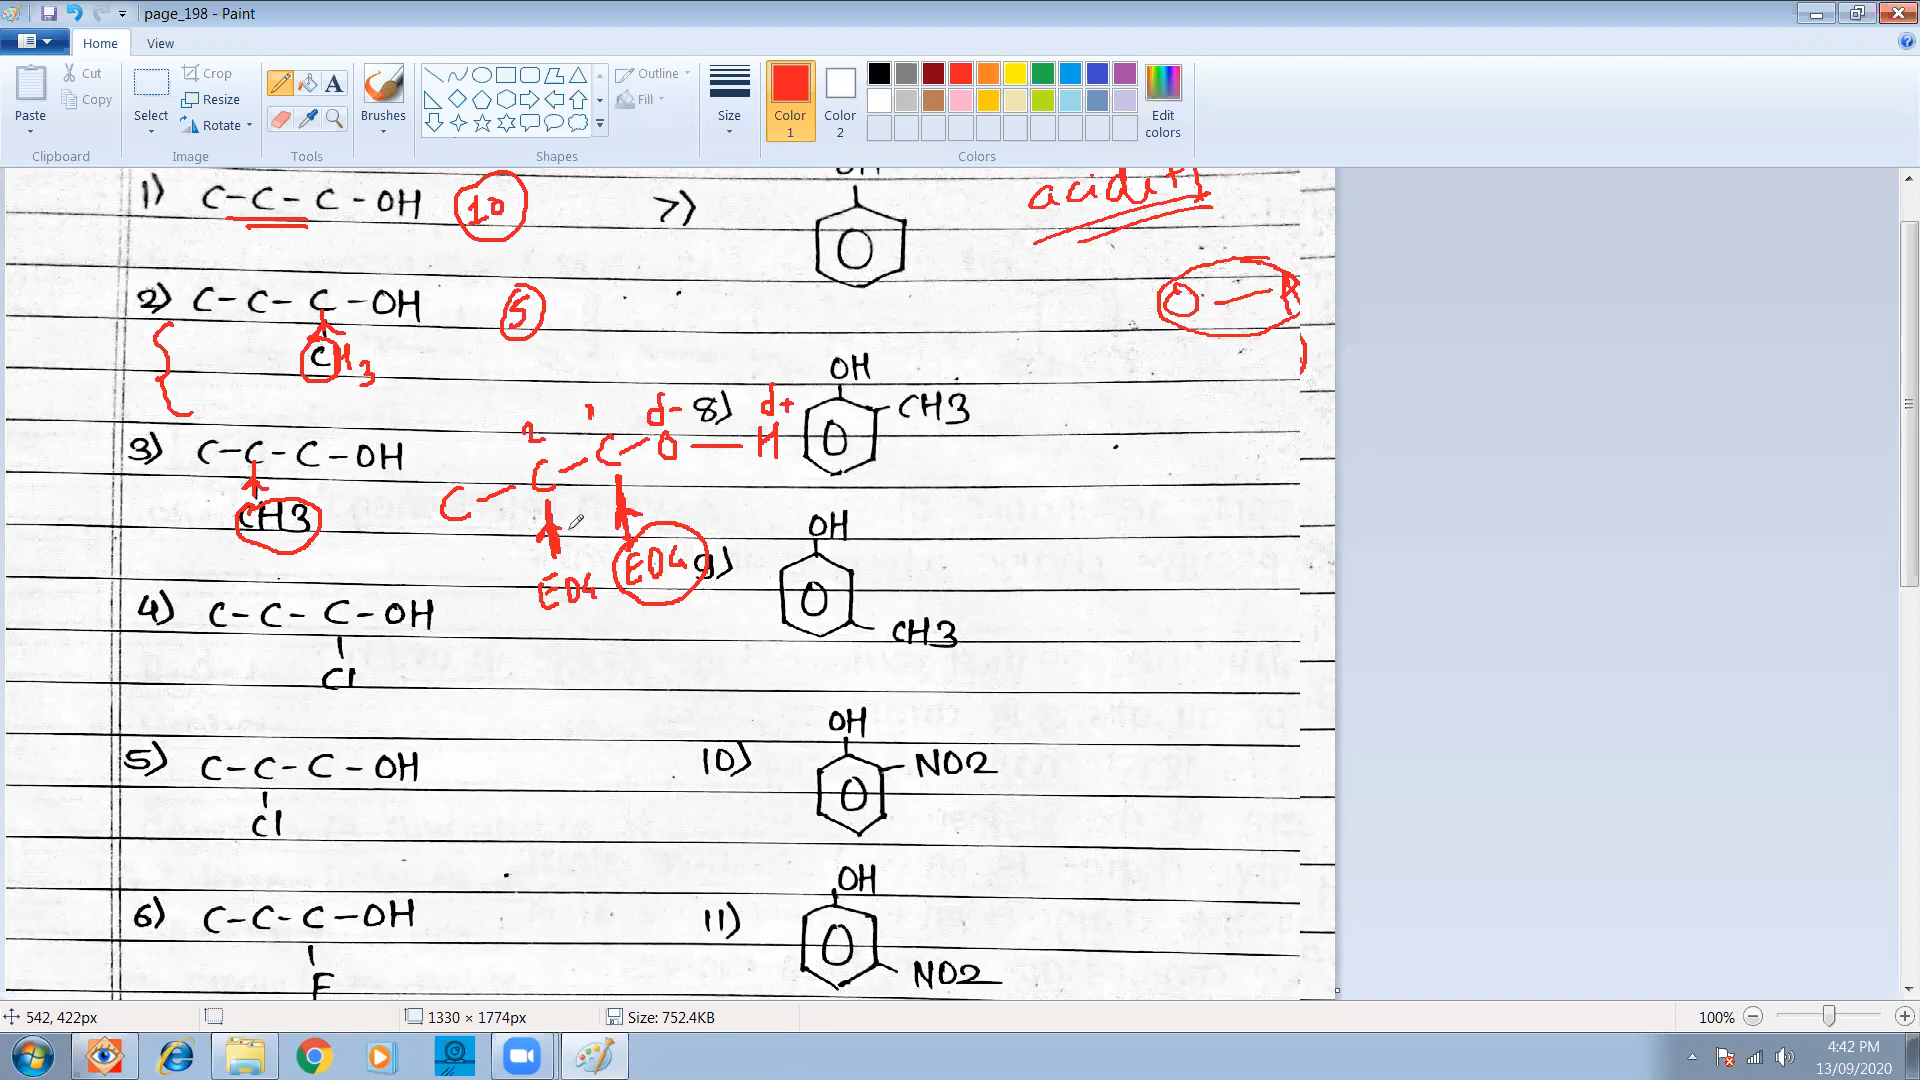 page_198 - Paint
Home View
Cut
Copy
Paste
Clipboard
Select
Crop
Resize
Rotate
Image
Tools
Brushes
Shapes
Outline
Fill
Size
Color 1
Color 2
Edit colors
Colors
1) C-C-C-OH 10
2) C-C-C-OH 5
CH3
3) C-C-C-OH
CH3
4) C-C-C-OH
Cl
5) C-C-C-OH
Cl
6) C-C-C-OH
F
2 1 d- d+
C-C-C-O-H
EDG EDG
7) OH
8) OH
CH3
9) OH
CH3
10) OH
NO2
11) OH
NO2
542, 422px
1330 × 1774px
Size: 752.4KB
100%
4:42 PM
13/09/2020